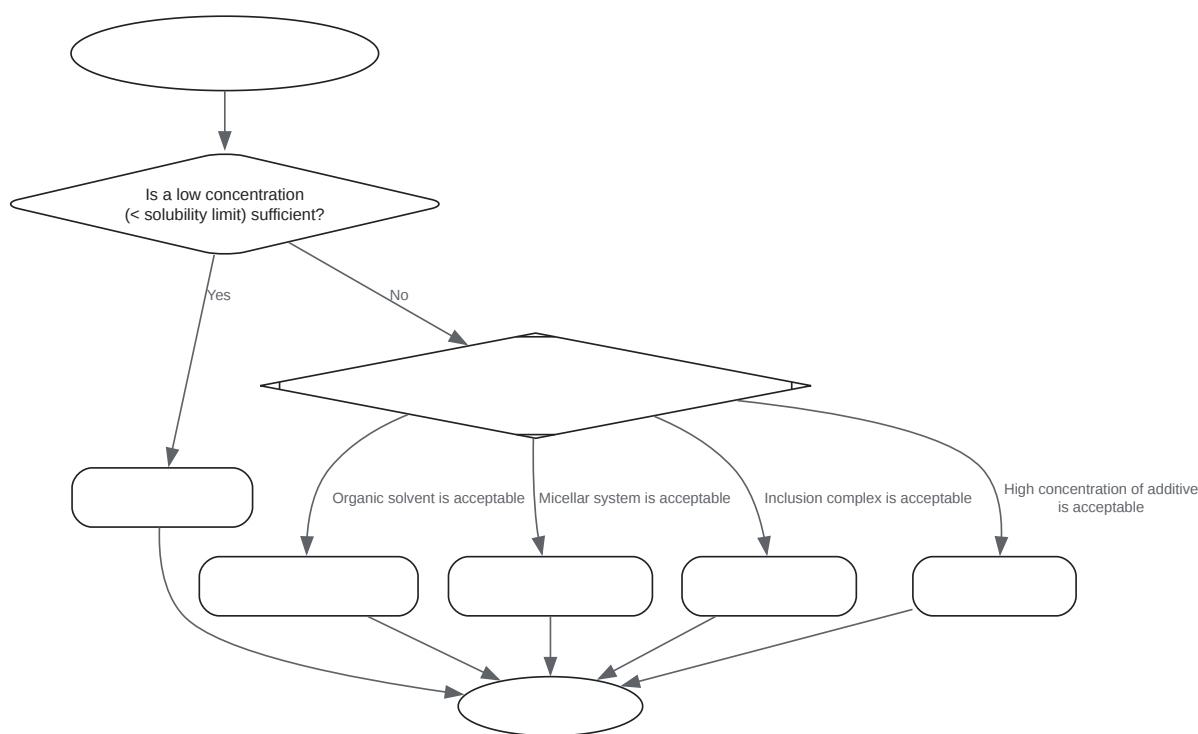 Is a low concentration
(< solubility limit) sufficient?
Yes
No
Organic solvent is acceptable
Micellar system is acceptable
Inclusion complex is acceptable
High concentration of additive
is acceptable